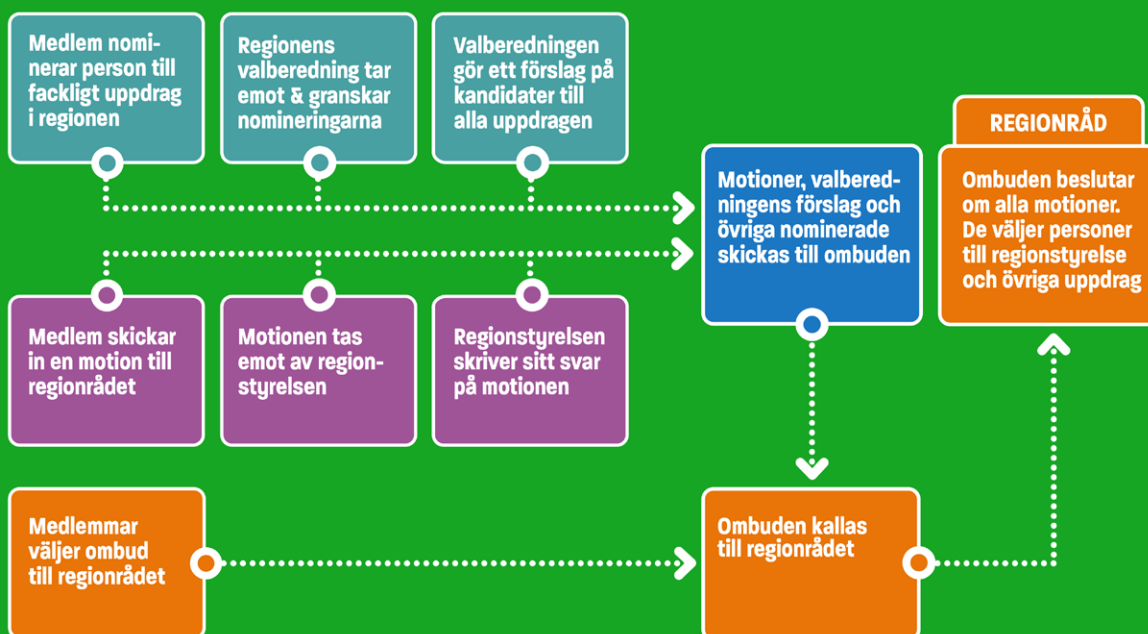 Medlem nomi-
nerar person till
fackligt uppdrag
i regionen
Regionens
valberedning tar
emot & granskar
nomineringarna
Valberedningen
gör ett förslag på
kandidater till
alla uppdragen
Medlem skickar
in en motion till
regionrådet
Motionen tas
emot av region-
styrelsen
Regionstyrelsen
skriver sitt svar
på motionen
Motioner, valbered-
ningens förslag och
övriga nominerade
skickas till ombuden
REGIONRÅD
Ombuden beslutar
om alla motioner.
De väljer personer
till regionstyrelse
och övriga uppdrag
Medlemmar
väljer ombud
till regionrådet
Ombuden kallas
till regionrådet